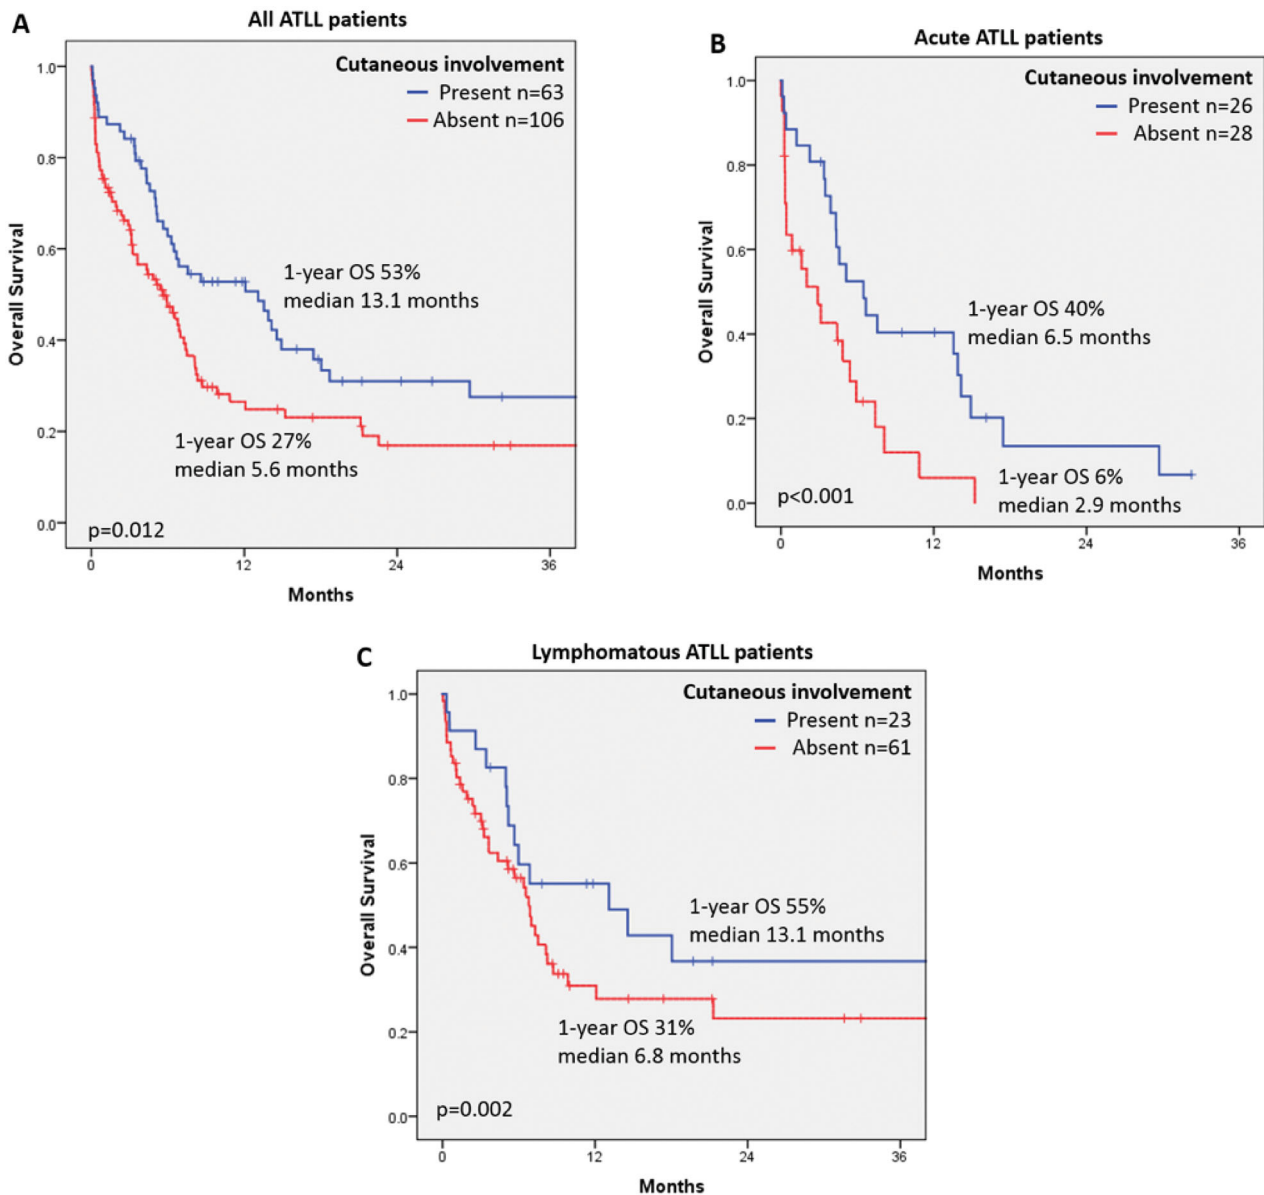 A
All ATLL patients
Cutaneous involvement
Present n=63
Absent n=106
1.0
0.8
0.6
0.4
0.2
0.0
Overall Survival
1-year OS 53%
median 13.1 months
1-year OS 27%
median 5.6 months
p=0.012
0 12 24 36
Months
B
Acute ATLL patients
Cutaneous involvement
Present n=26
Absent n=28
1.0
0.8
0.6
0.4
0.2
0.0
Overall Survival
1-year OS 40%
median 6.5 months
1-year OS 6%
median 2.9 months
p<0.001
0 12 24 36
Months
C
Lymphomatous ATLL patients
Cutaneous involvement
Present n=23
Absent n=61
1.0
0.8
0.6
0.4
0.2
0.0
Overall Survival
1-year OS 55%
median 13.1 months
1-year OS 31%
median 6.8 months
p=0.002
0 12 24 36
Months